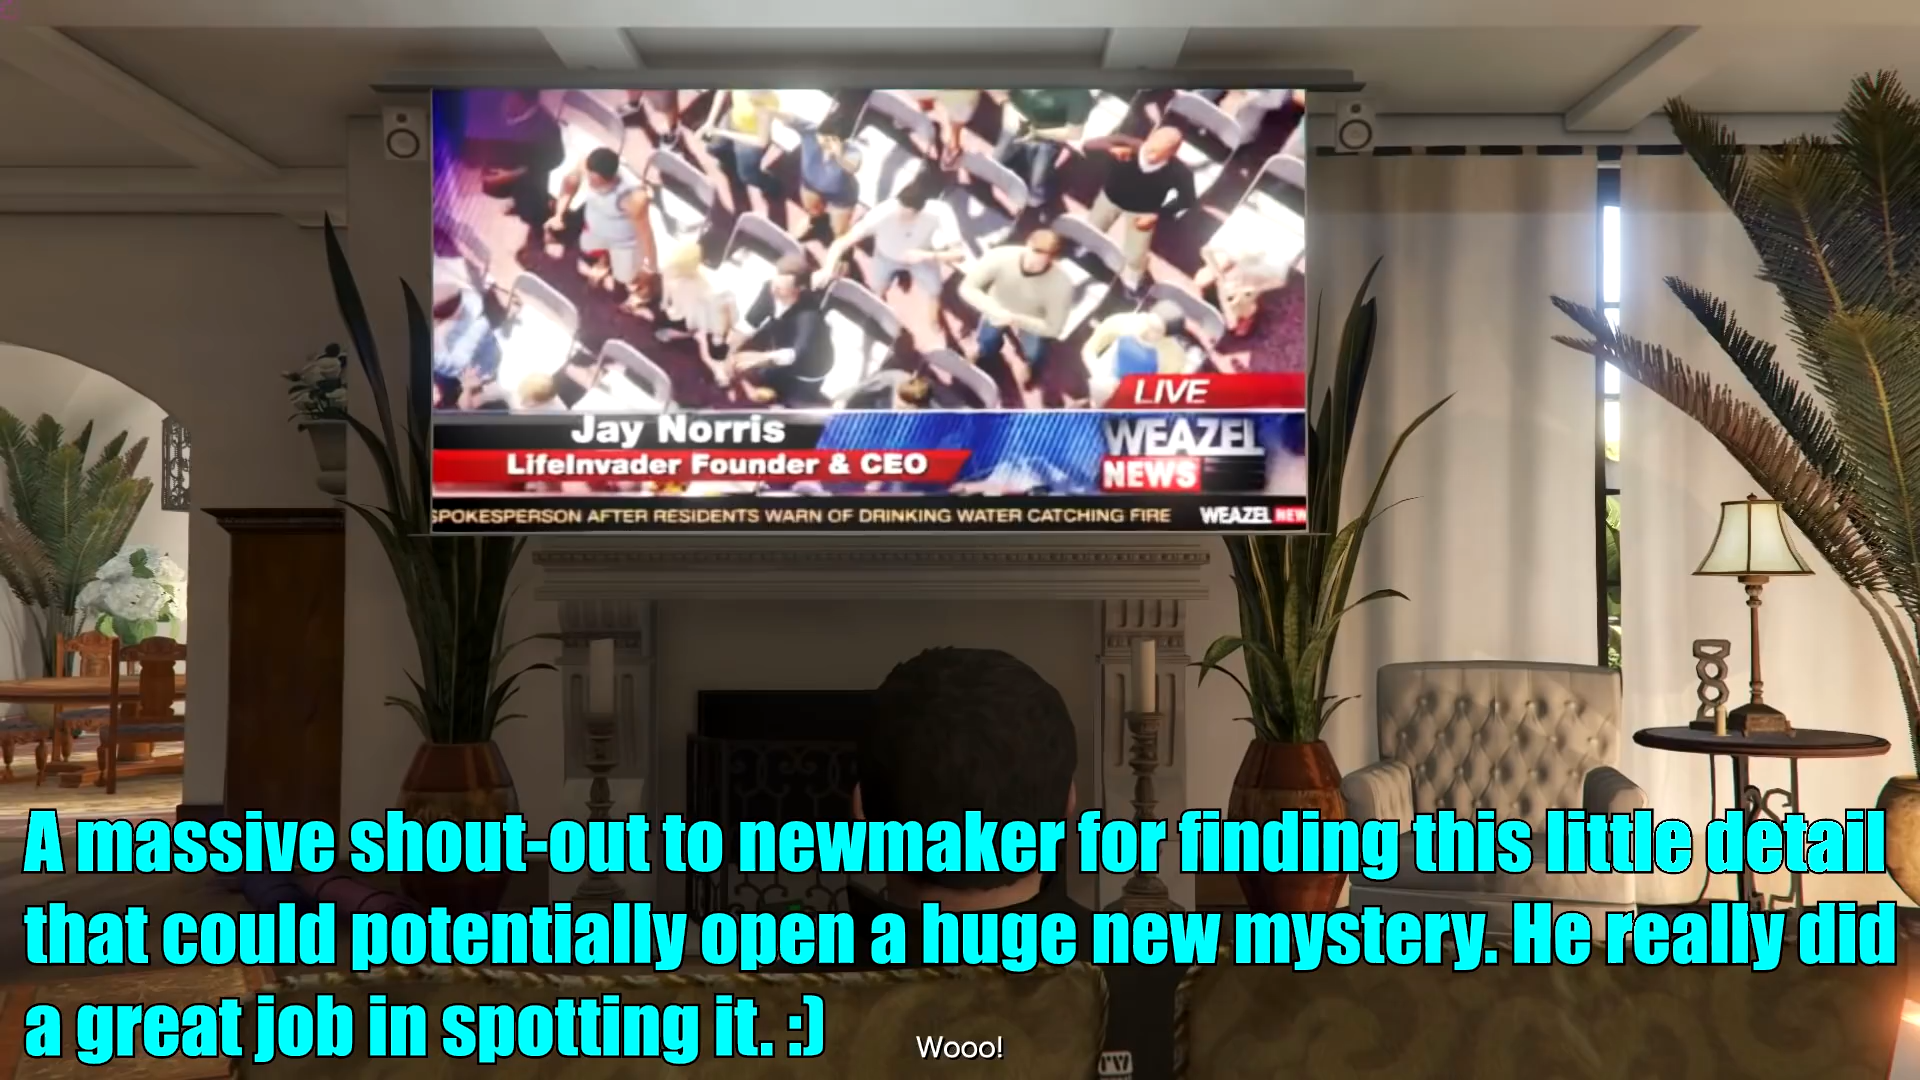 LIVE
Jay Norris
LifeInvader Founder & CEO
WEAZEL
NEWS
SPOKESPERSON AFTER RESIDENTS WARN OF DRINKING WATER CATCHING FIRE WEAZEL NEW
A massive shout-out to newmaker for finding this little detail
that could potentially open a huge new mystery. He really did
a great job in spotting it. :)
Wooo!